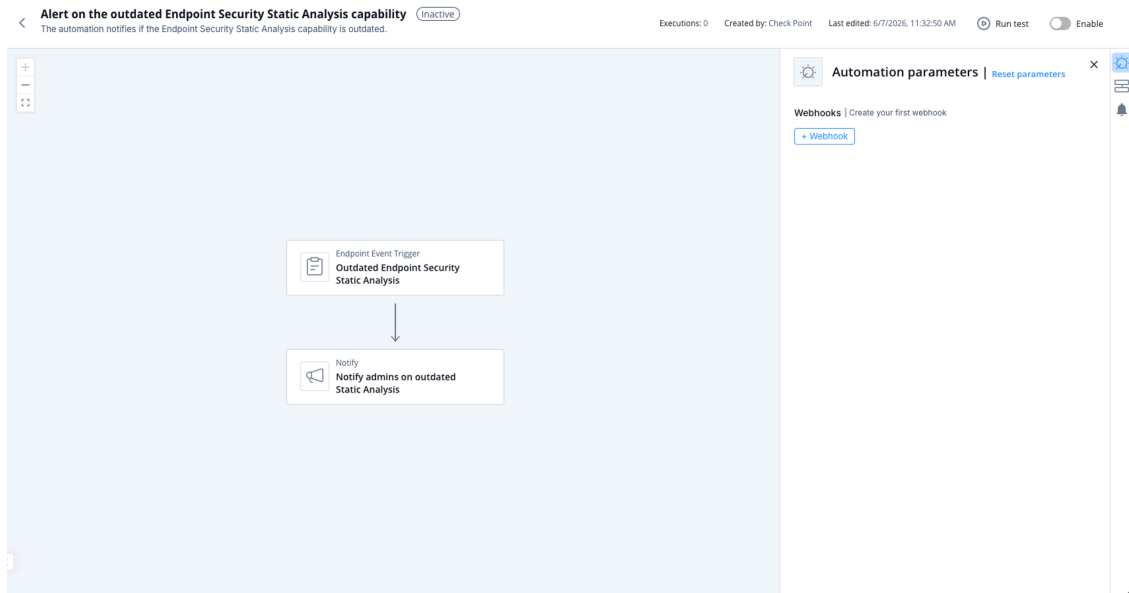 Alert on the outdated Endpoint Security Static Analysis capability Inactive
The automation notifies if the Endpoint Security Static Analysis capability is outdated.
Executions: 0 Created by: Check Point Last edited: 6/7/2026, 11:32:50 AM Run test Enable
Automation parameters | Reset parameters
Webhooks | Create your first webhook
+ Webhook
Endpoint Event Trigger
Outdated Endpoint Security
Static Analysis
Notify
Notify admins on outdated
Static Analysis